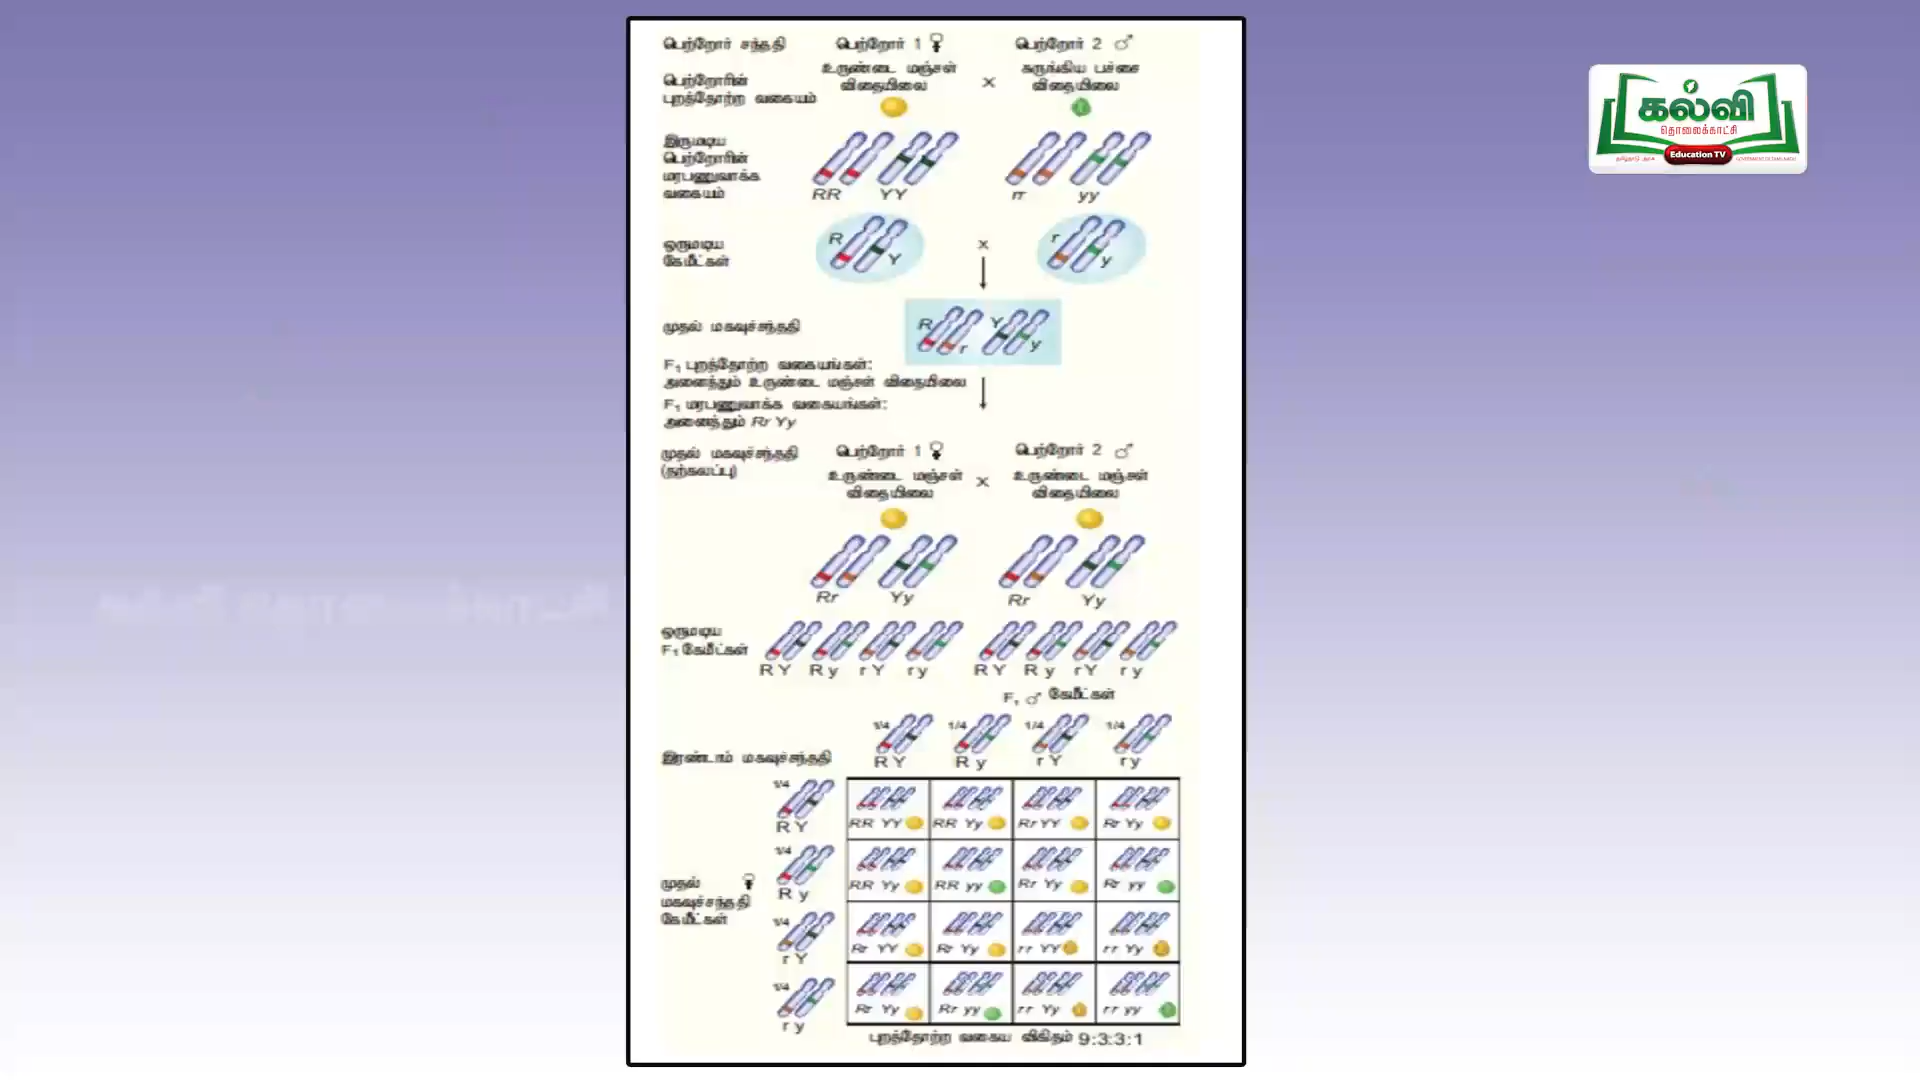 பெற்றோர் சந்ததி பெற்றோர் 1 ♀ பெற்றோர் 2 ♂
பெற்றோரின் புறத்தோற்ற வகையம்
உருண்டை மஞ்சள் விதையிலை
x
சுருங்கிய பச்சை விதையிலை
இருமடிய
பெற்றோரின்
மரபணுவாக்க
வகையம்
RR YY rr yy
ஒருமடிய
கேமீட்கள்
R Y x r y
முதல் மகவுச்சந்ததி
R r Y y
F₁ புறத்தோற்ற வகையங்கள்:
அனைத்தும் உருண்டை மஞ்சள் விதையிலை
F₁ மரபணுவாக்க வகையங்கள்:
அனைத்தும் Rr Yy
முதல் மகவுச்சந்ததி
(தற்கலப்பு)
பெற்றோர் 1 ♀ பெற்றோர் 2 ♂
உருண்டை மஞ்சள் விதையிலை
x
உருண்டை மஞ்சள் விதையிலை
Rr Yy Rr Yy
ஒருமடிய
F₁ கேமீட்கள்
RY Ry rY ry RY Ry rY ry
F₁ ♂ கேமீட்கள்
1/4 1/4 1/4 1/4
இரண்டாம் மகவுச்சந்ததி
RY Ry rY ry
1/4
RY
RR YY RR Yy Rr YY Rr Yy
1/4
Ry
RR Yy RR yy Rr Yy Rr yy
முதல் ♀
மகவுச்சந்ததி
கேமீட்கள்
1/4
rY
Rr YY Rr Yy rr YY rr Yy
1/4
ry
Rr Yy Rr yy rr Yy rr yy
புறத்தோற்ற வகைய விகிதம் 9:3:3:1
கல்வி
தொலைக்காட்சி
Education TV